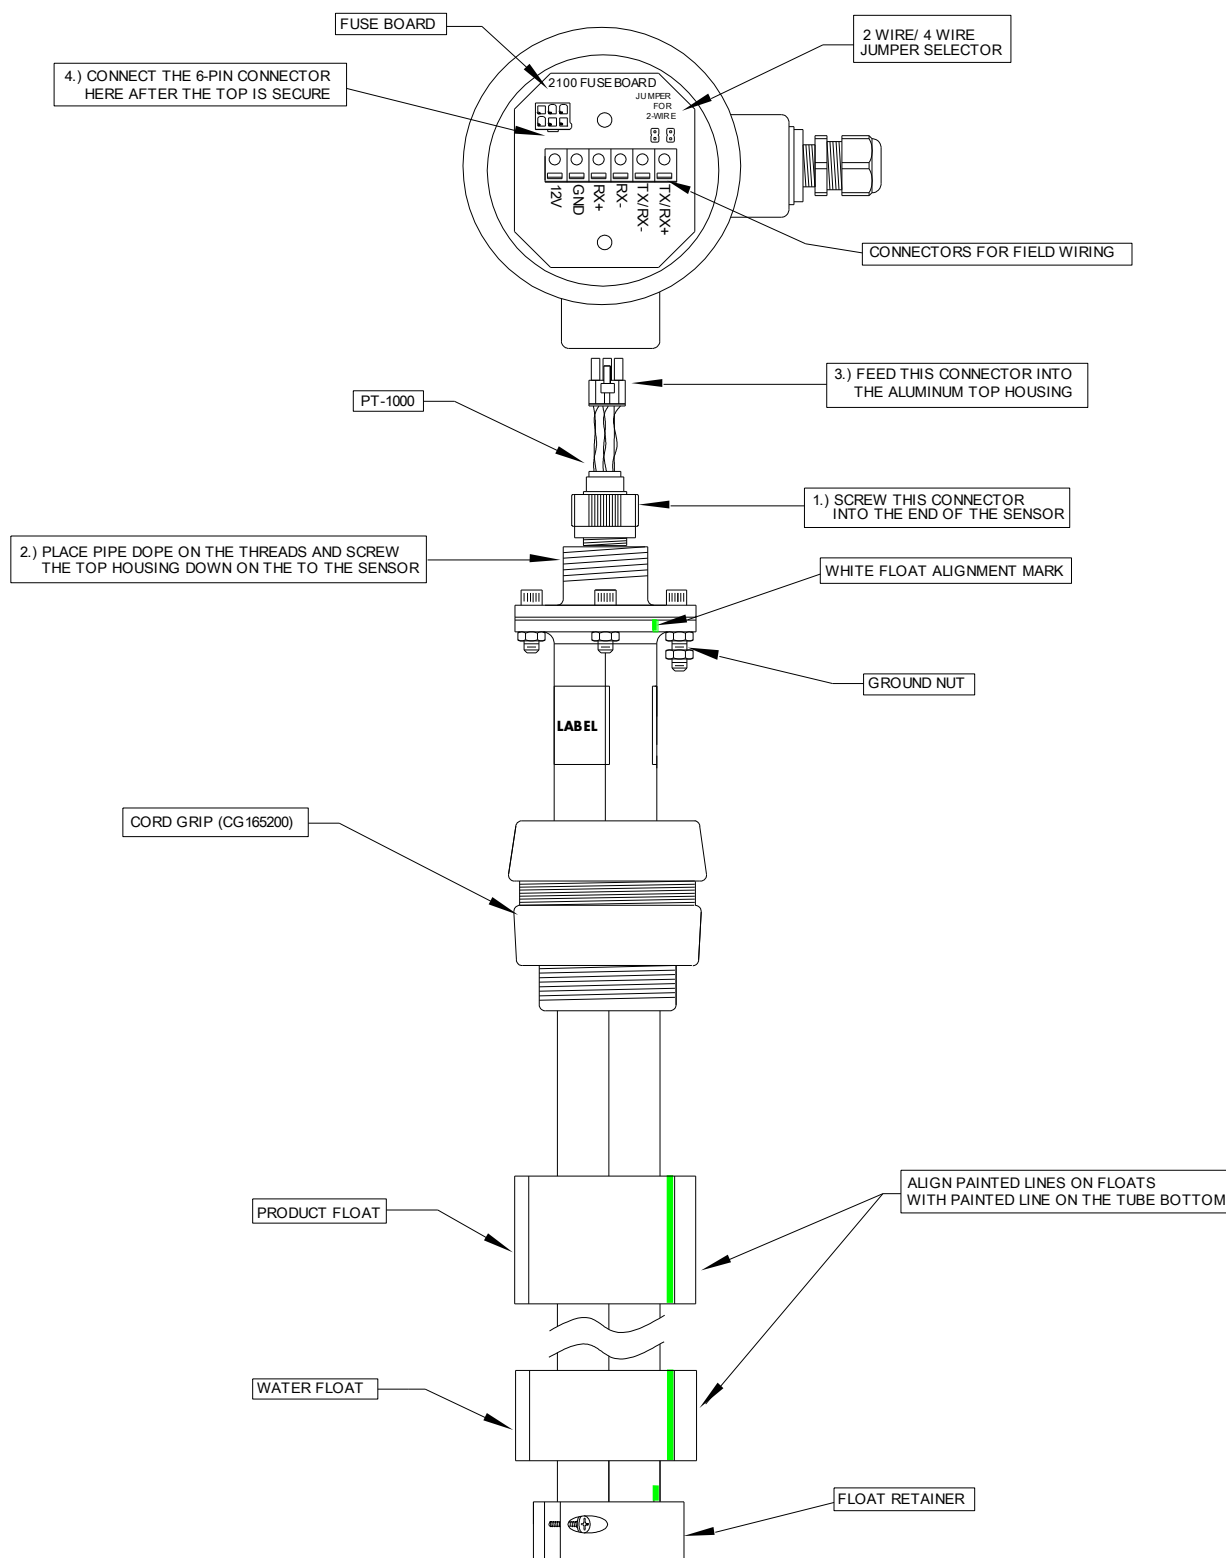 FUSE BOARD
2 WIRE/ 4 WIRE
JUMPER SELECTOR
4.) CONNECT THE 6-PIN CONNECTOR
HERE AFTER THE TOP IS SECURE
2100 FUSEBOARD
JUMPER
FOR
2-WIRE
12V
GND
RX+
RX-
TX/RX-
TX/RX+
CONNECTORS FOR FIELD WIRING
3.) FEED THIS CONNECTOR INTO
THE ALUMINUM TOP HOUSING
PT-1000
1.) SCREW THIS CONNECTOR
INTO THE END OF THE SENSOR
2.) PLACE PIPE DOPE ON THE THREADS AND SCREW
THE TOP HOUSING DOWN ON THE TO THE SENSOR
WHITE FLOAT ALIGNMENT MARK
GROUND NUT
LABEL
CORD GRIP (CG165200)
ALIGN PAINTED LINES ON FLOATS
WITH PAINTED LINE ON THE TUBE BOTTOM
PRODUCT FLOAT
WATER FLOAT
FLOAT RETAINER